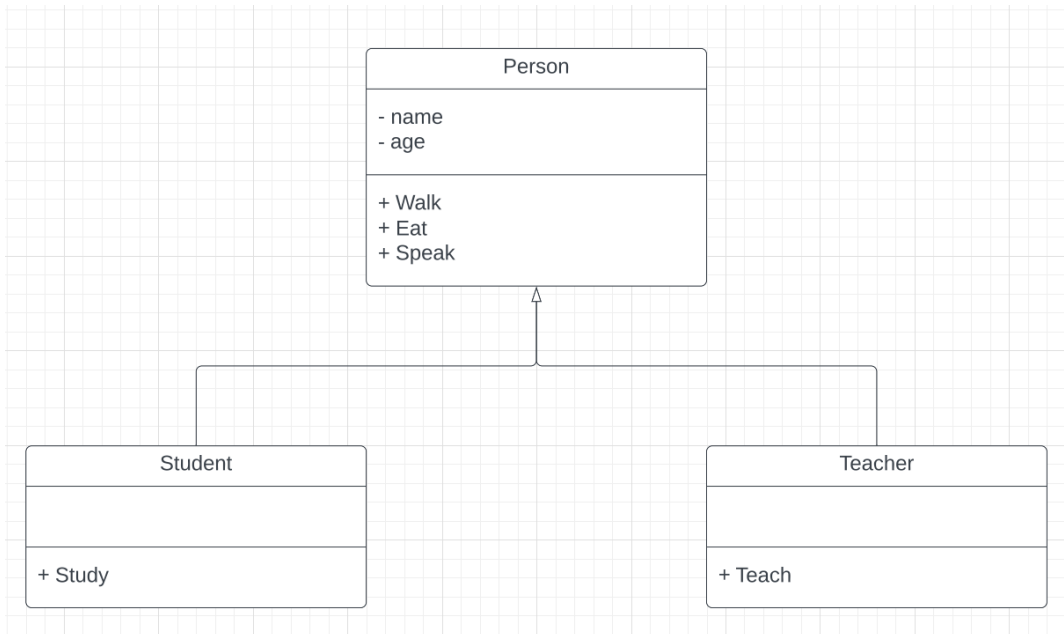 Person
- name
- age
+ Walk
+ Eat
+ Speak
Student
+ Study
Teacher
+ Teach